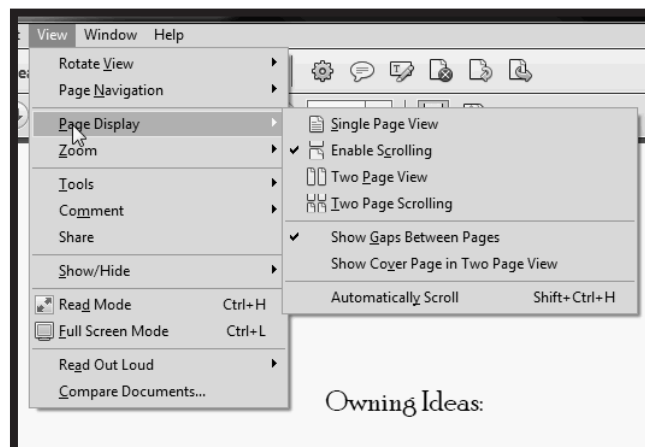 View Window Help
Rotate View
Page Navigation
Page Display
Zoom
Tools
Comment
Share
Show/Hide
Read Mode Ctrl+H
Full Screen Mode Ctrl+L
Read Out Loud
Compare Documents...
Single Page View
Enable Scrolling
Two Page View
Two Page Scrolling
Show Gaps Between Pages
Show Cover Page in Two Page View
Automatically Scroll Shift+Ctrl+H
Owning Ideas: